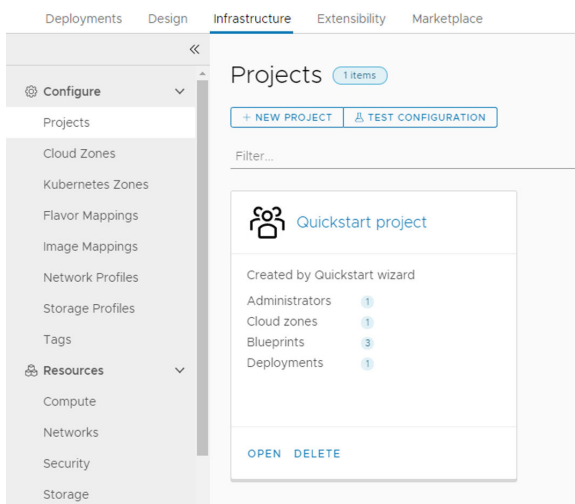 Deployments Design Infrastructure Extensibility Marketplace
Configure
Projects
Cloud Zones
Kubernetes Zones
Flavor Mappings
Image Mappings
Network Profiles
Storage Profiles
Tags
Resources
Compute
Networks
Security
Storage
Projects 1 items
+ NEW PROJECT TEST CONFIGURATION
Filter...
Quickstart project
Created by Quickstart wizard
Administrators 1
Cloud zones 1
Blueprints 3
Deployments 1
OPEN DELETE